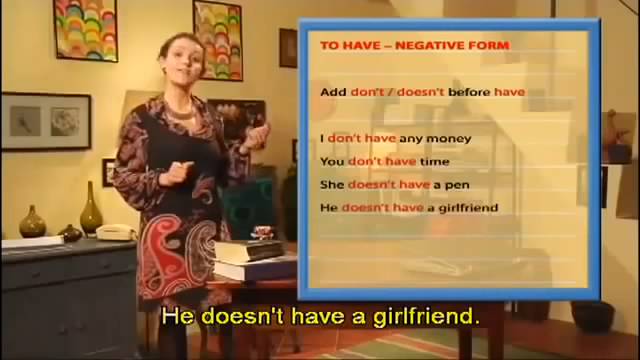 TO HAVE – NEGATIVE FORM
Add don't / doesn't before have
I don't have any money
You don't have time
She doesn't have a pen
He doesn't have a girlfriend
He doesn't have a girlfriend.